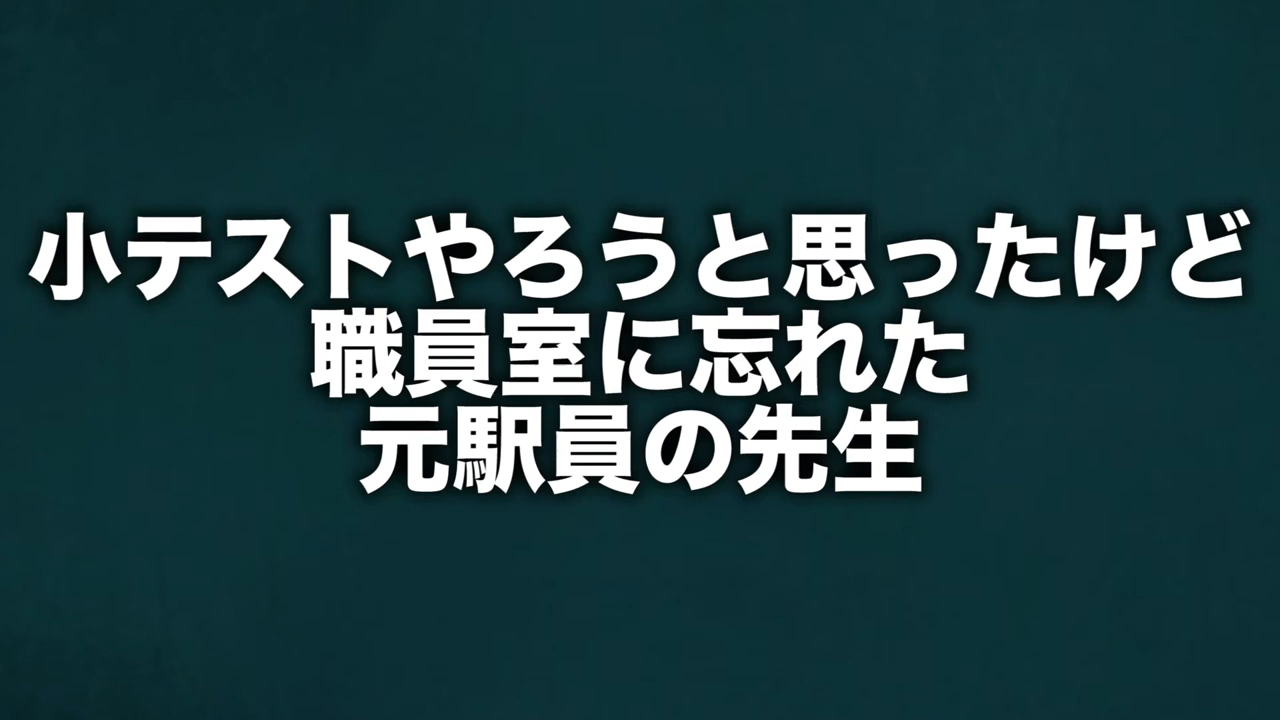 小テストやろうと思ったけど
職員室に忘れた
元駅員の先生